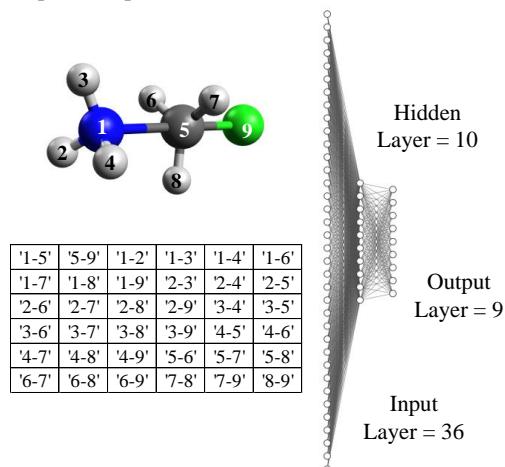 3
6
7
1
5
9
2
4
8
Hidden
Layer = 10
'1-5' '5-9' '1-2' '1-3' '1-4' '1-6'
'1-7' '1-8' '1-9' '2-3' '2-4' '2-5'
'2-6' '2-7' '2-8' '2-9' '3-4' '3-5'
'3-6' '3-7' '3-8' '3-9' '4-5' '4-6'
'4-7' '4-8' '4-9' '5-6' '5-7' '5-8'
'6-7' '6-8' '6-9' '7-8' '7-9' '8-9'
Output
Layer = 9
Input
Layer = 36